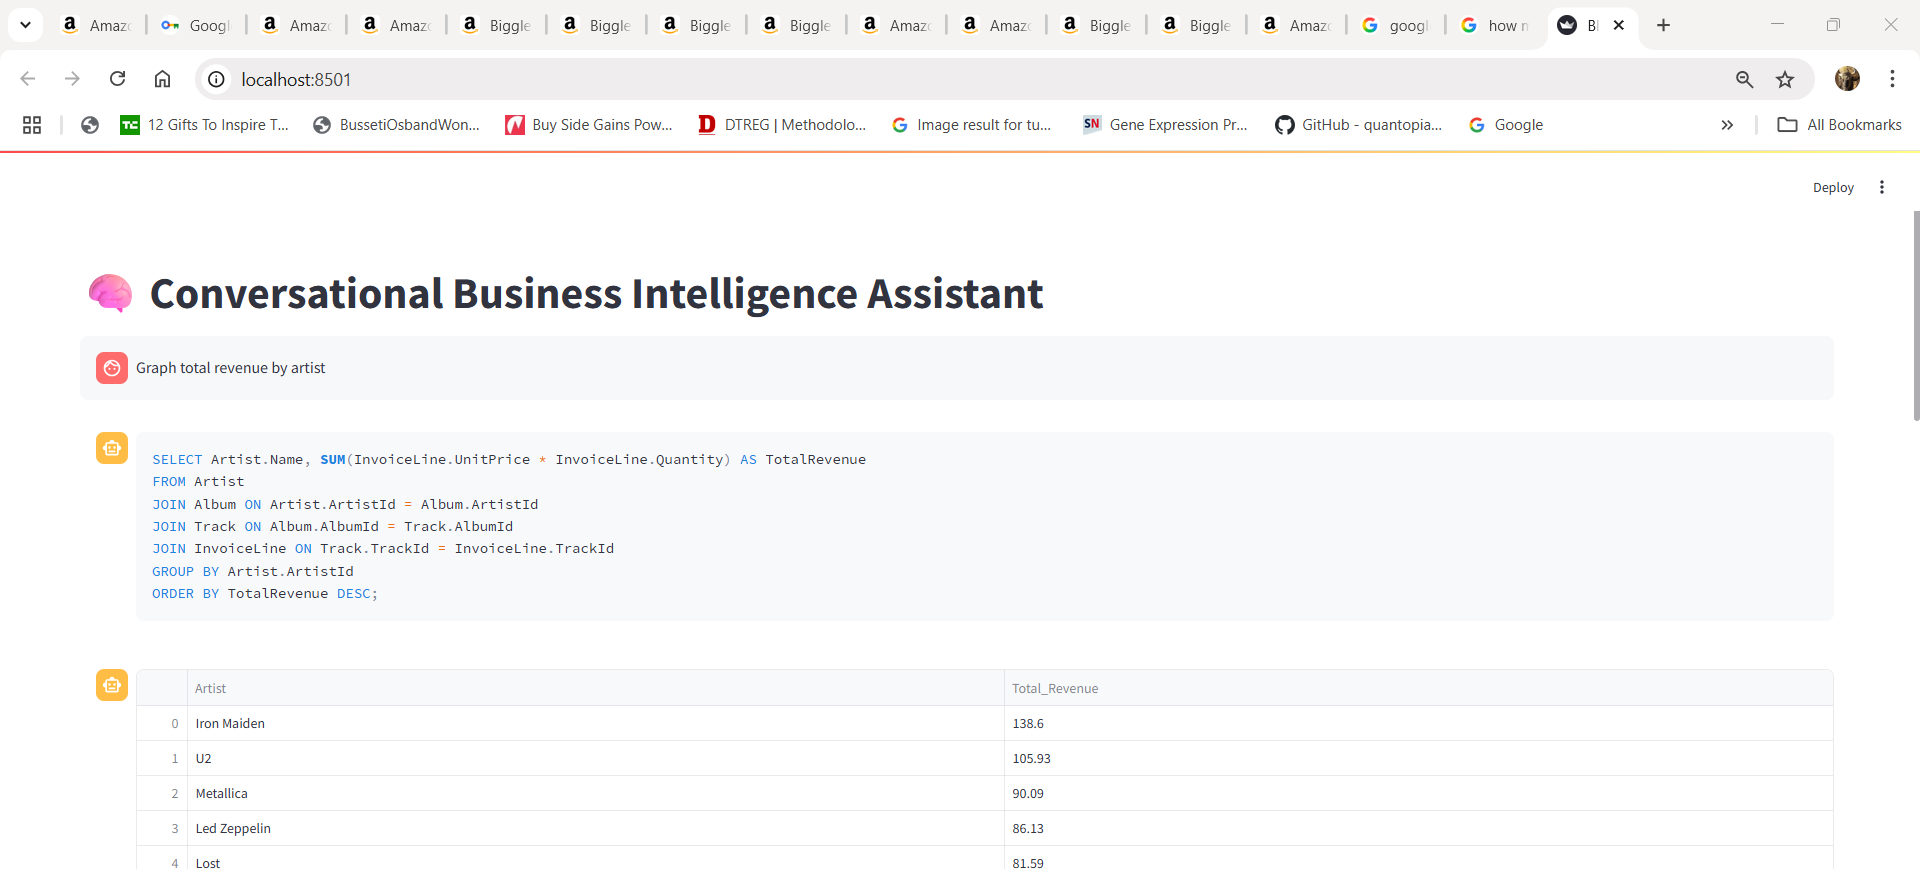 Amaz Googl Amaz Amaz Biggle Biggle Biggle Biggle Amaz Amaz Biggle Biggle Amaz googl how n BI
localhost:8501
12 Gifts To Inspire T... BussetiOsbandWon... Buy Side Gains Pow... DTREG | Methodolo... Image result for tu... Gene Expression Pr... GitHub - quantopia... Google All Bookmarks
Deploy
Conversational Business Intelligence Assistant
Graph total revenue by artist
SELECT Artist.Name, SUM(InvoiceLine.UnitPrice * InvoiceLine.Quantity) AS TotalRevenue
FROM Artist
JOIN Album ON Artist.ArtistId = Album.ArtistId
JOIN Track ON Album.AlbumId = Track.AlbumId
JOIN InvoiceLine ON Track.TrackId = InvoiceLine.TrackId
GROUP BY Artist.ArtistId
ORDER BY TotalRevenue DESC;
Artist Total_Revenue
0 Iron Maiden 138.6
1 U2 105.93
2 Metallica 90.09
3 Led Zeppelin 86.13
4 Lost 81.59